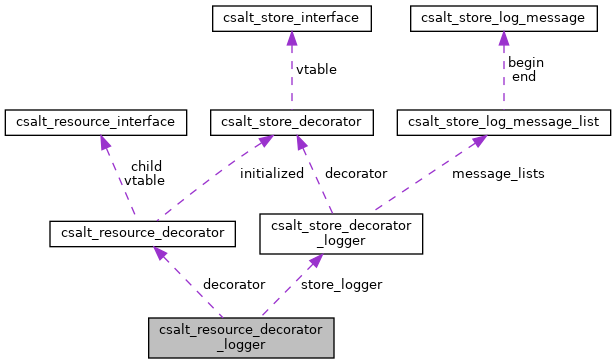 csalt_store_interface
csalt_store_log_message
vtable
begin
end
csalt_resource_interface
csalt_store_decorator
csalt_store_log_message_list
child
vtable
initialized
decorator
message_lists
csalt_resource_decorator
csalt_store_decorator
_logger
decorator
store_logger
csalt_resource_decorator
_logger